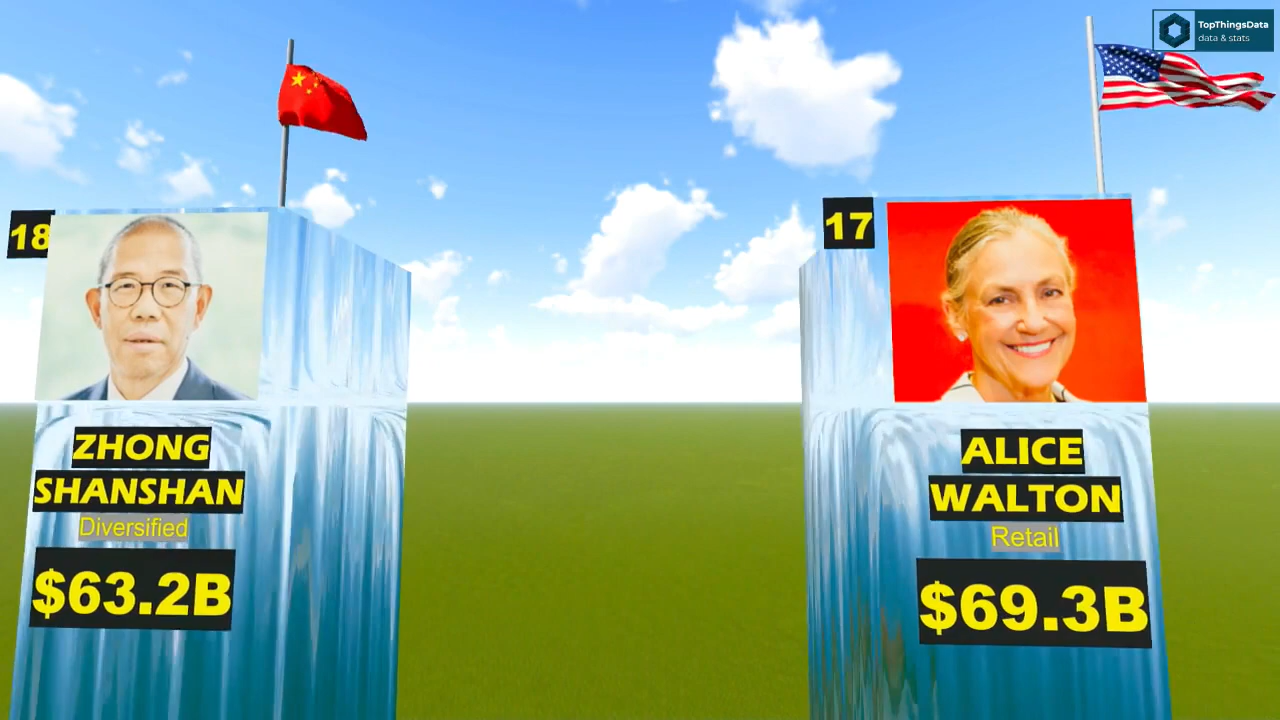 TopThingsData
data & stats
18
ZHONG
SHANSHAN
Diversified
$63.2B
17
ALICE
WALTON
Retail
$69.3B